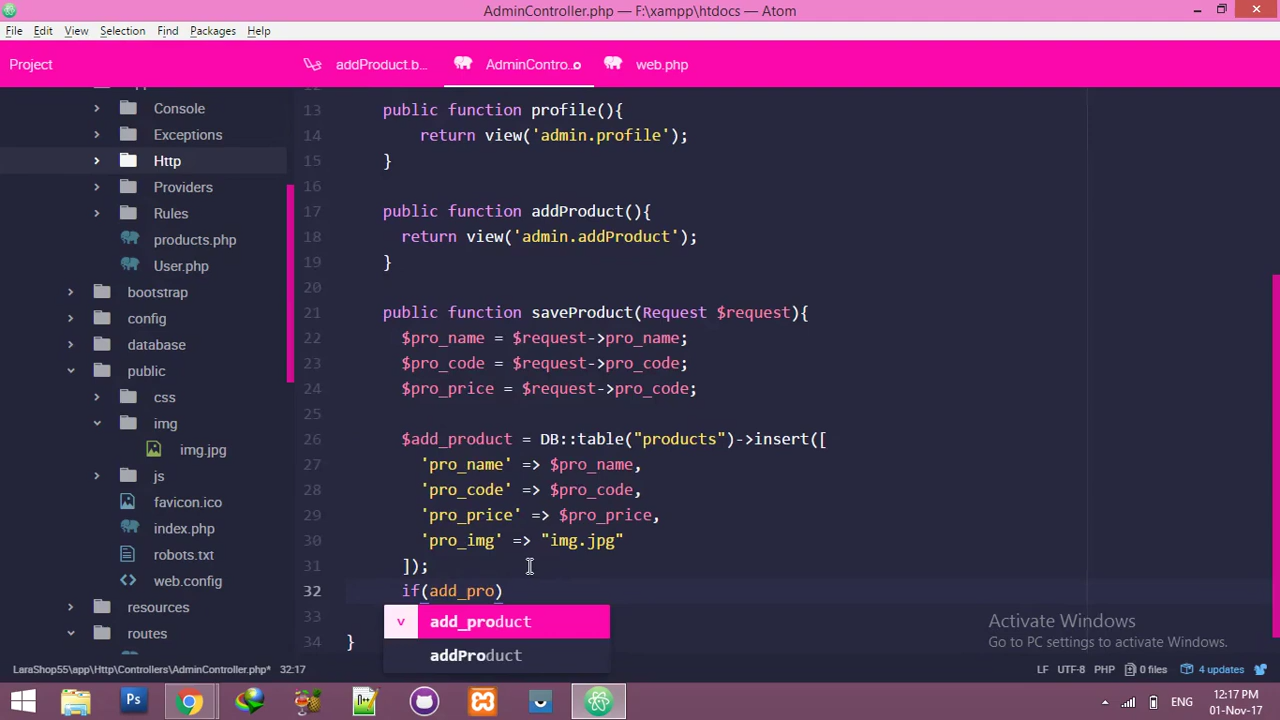 AdminController.php — F:\xampp\htdocs — Atom
File Edit View Selection Find Packages Help
Project
addProduct.b...
AdminContro...
web.php
Console
Exceptions
Http
Providers
Rules
products.php
User.php
bootstrap
config
database
public
css
img
img.jpg
js
favicon.ico
index.php
robots.txt
web.config
resources
routes
13 public function profile(){
14 return view('admin.profile');
15 }
16
17 public function addProduct(){
18 return view('admin.addProduct');
19 }
20
21 public function saveProduct(Request $request){
22 $pro_name = $request->pro_name;
23 $pro_code = $request->pro_code;
24 $pro_price = $request->pro_code;
25
26 $add_product = DB::table("products")->insert([
27 'pro_name' => $pro_name,
28 'pro_code' => $pro_code,
29 'pro_price' => $pro_price,
30 'pro_img' => "img.jpg"
31 ]);
32 if(add_pro)
33
34 }
v add_product
addProduct
Activate Windows
Go to PC settings to activate Windows.
LaraShop55\app\Http\Controllers\AdminController.php* 32:17
LF UTF-8 PHP 0 files 4 updates
Ps
N++
ENG
12:17 PM
01-Nov-17